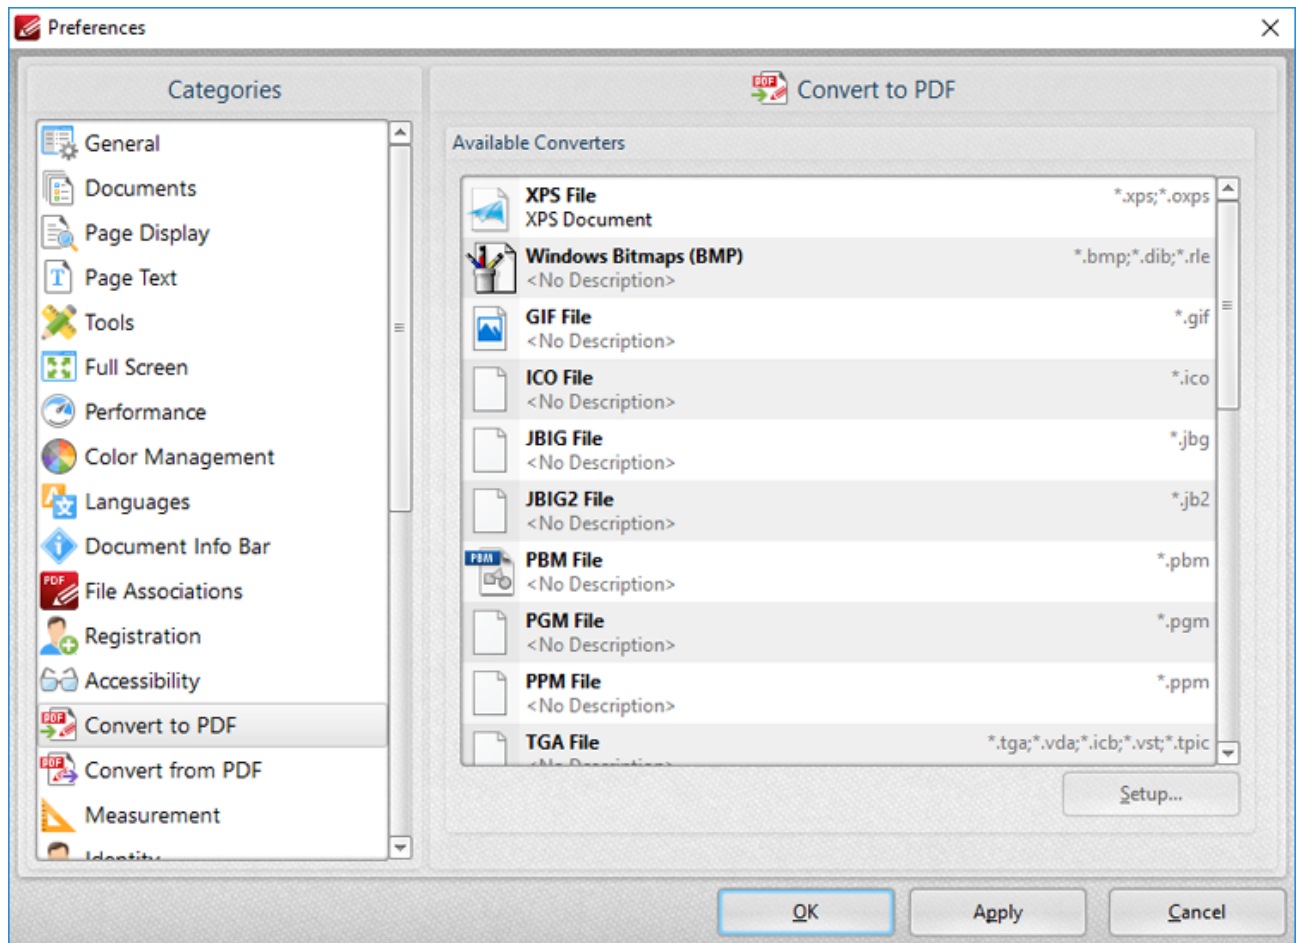 Preferences
Categories
General
Documents
Page Display
Page Text
Tools
Full Screen
Performance
Color Management
Languages
Document Info Bar
File Associations
Registration
Accessibility
Convert to PDF
Convert from PDF
Measurement
Identity
Convert to PDF
Available Converters
XPS File *.xps;*.oxps
XPS Document
Windows Bitmaps (BMP) *.bmp;*.dib;*.rle
<No Description>
GIF File *.gif
<No Description>
ICO File *.ico
<No Description>
JBIG File *.jbg
<No Description>
JBIG2 File *.jb2
<No Description>
PBM File *.pbm
<No Description>
PGM File *.pgm
<No Description>
PPM File *.ppm
<No Description>
TGA File *.tga;*.vda;*.icb;*.vst;*.tpic
<No Description>
Setup...
OK Apply Cancel